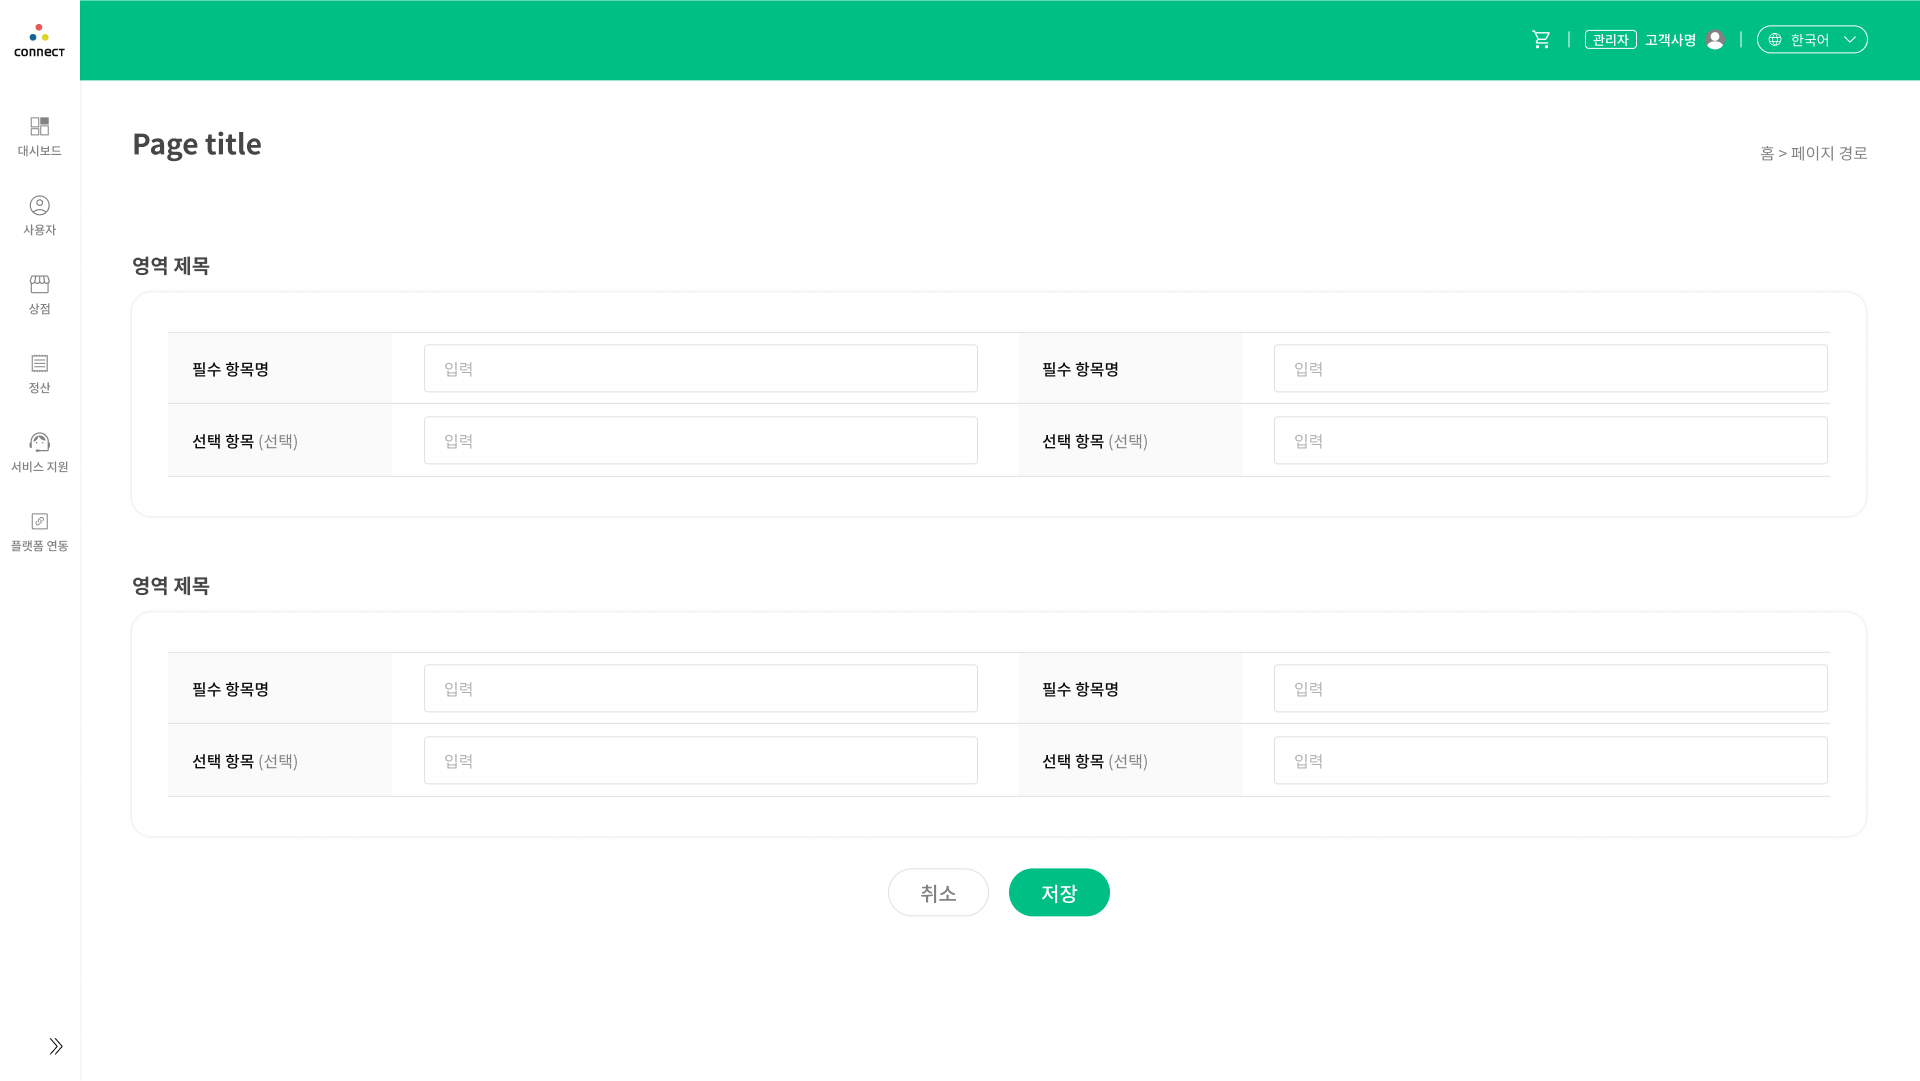 connect
관리자 고객사명 한국어
대시보드
사용자
상점
정산
서비스 지원
플랫폼 연동
Page title
홈 > 페이지 경로
영역 제목
필수 항목명 입력 필수 항목명 입력
선택 항목 (선택) 입력 선택 항목 (선택) 입력
영역 제목
필수 항목명 입력 필수 항목명 입력
선택 항목 (선택) 입력 선택 항목 (선택) 입력
취소 저장